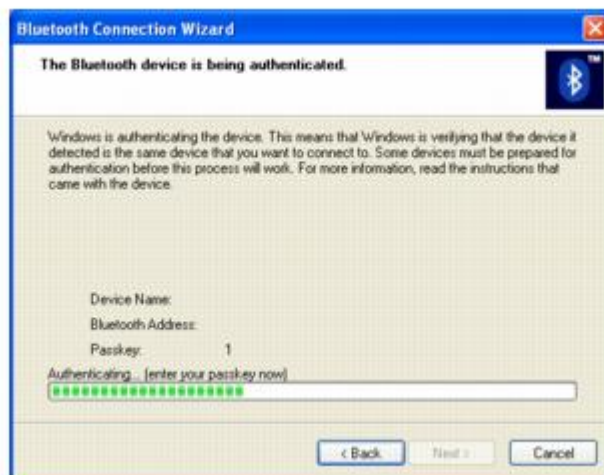 Bluetooth Connection Wizard
The Bluetooth device is being authenticated.
TM
Windows is authenticating the device. This means that Windows is verifying that the device it
detected is the same device that you want to connect to. Some devices must be prepared for
authentication before this process will work. For more information, read the instructions that
came with the device.
Device Name:
Bluetooth Address:
Passkey: 1
Authenticating... (enter your passkey now)
< Back Next > Cancel